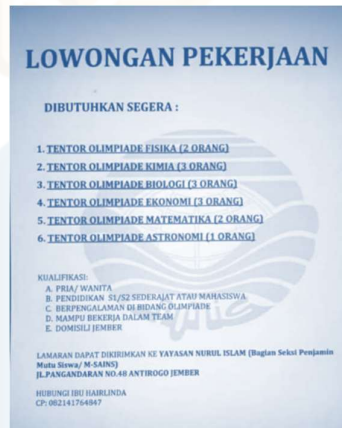 LOWONGAN PEKERJAAN
DIBUTUHKAN SEGERA :
1. TENTOR OLIMPIADE FISIKA (2 ORANG)
2. TENTOR OLIMPIADE KIMIA (3 ORANG)
3. TENTOR OLIMPIADE BIOLOGI (3 ORANG)
4. TENTOR OLIMPIADE EKONOMI (3 ORANG)
5. TENTOR OLIMPIADE MATEMATIKA (2 ORANG)
6. TENTOR OLIMPIADE ASTRONOMI (1 ORANG)
KUALIFIKASI:
A. PRIA/ WANITA
B. PENDIDIKAN S1/S2 SEDERAJAT ATAU MAHASISWA
C. BERPENGALAMAN DI BIDANG OLIMPIADE
D. MAMPU BEKERJA DALAM TEAM
E. DOMISILI JEMBER
LAMARAN DAPAT DIKIRIMKAN KE YAYASAN NURUL ISLAM (Bagian Seksi Penjamin
Mutu Siswa/ M-SAINS)
JL.PANGANDARAN NO.48 ANTIROGO JEMBER
HUBUNGI IBU HAIRLINDA
CP: 082141764847